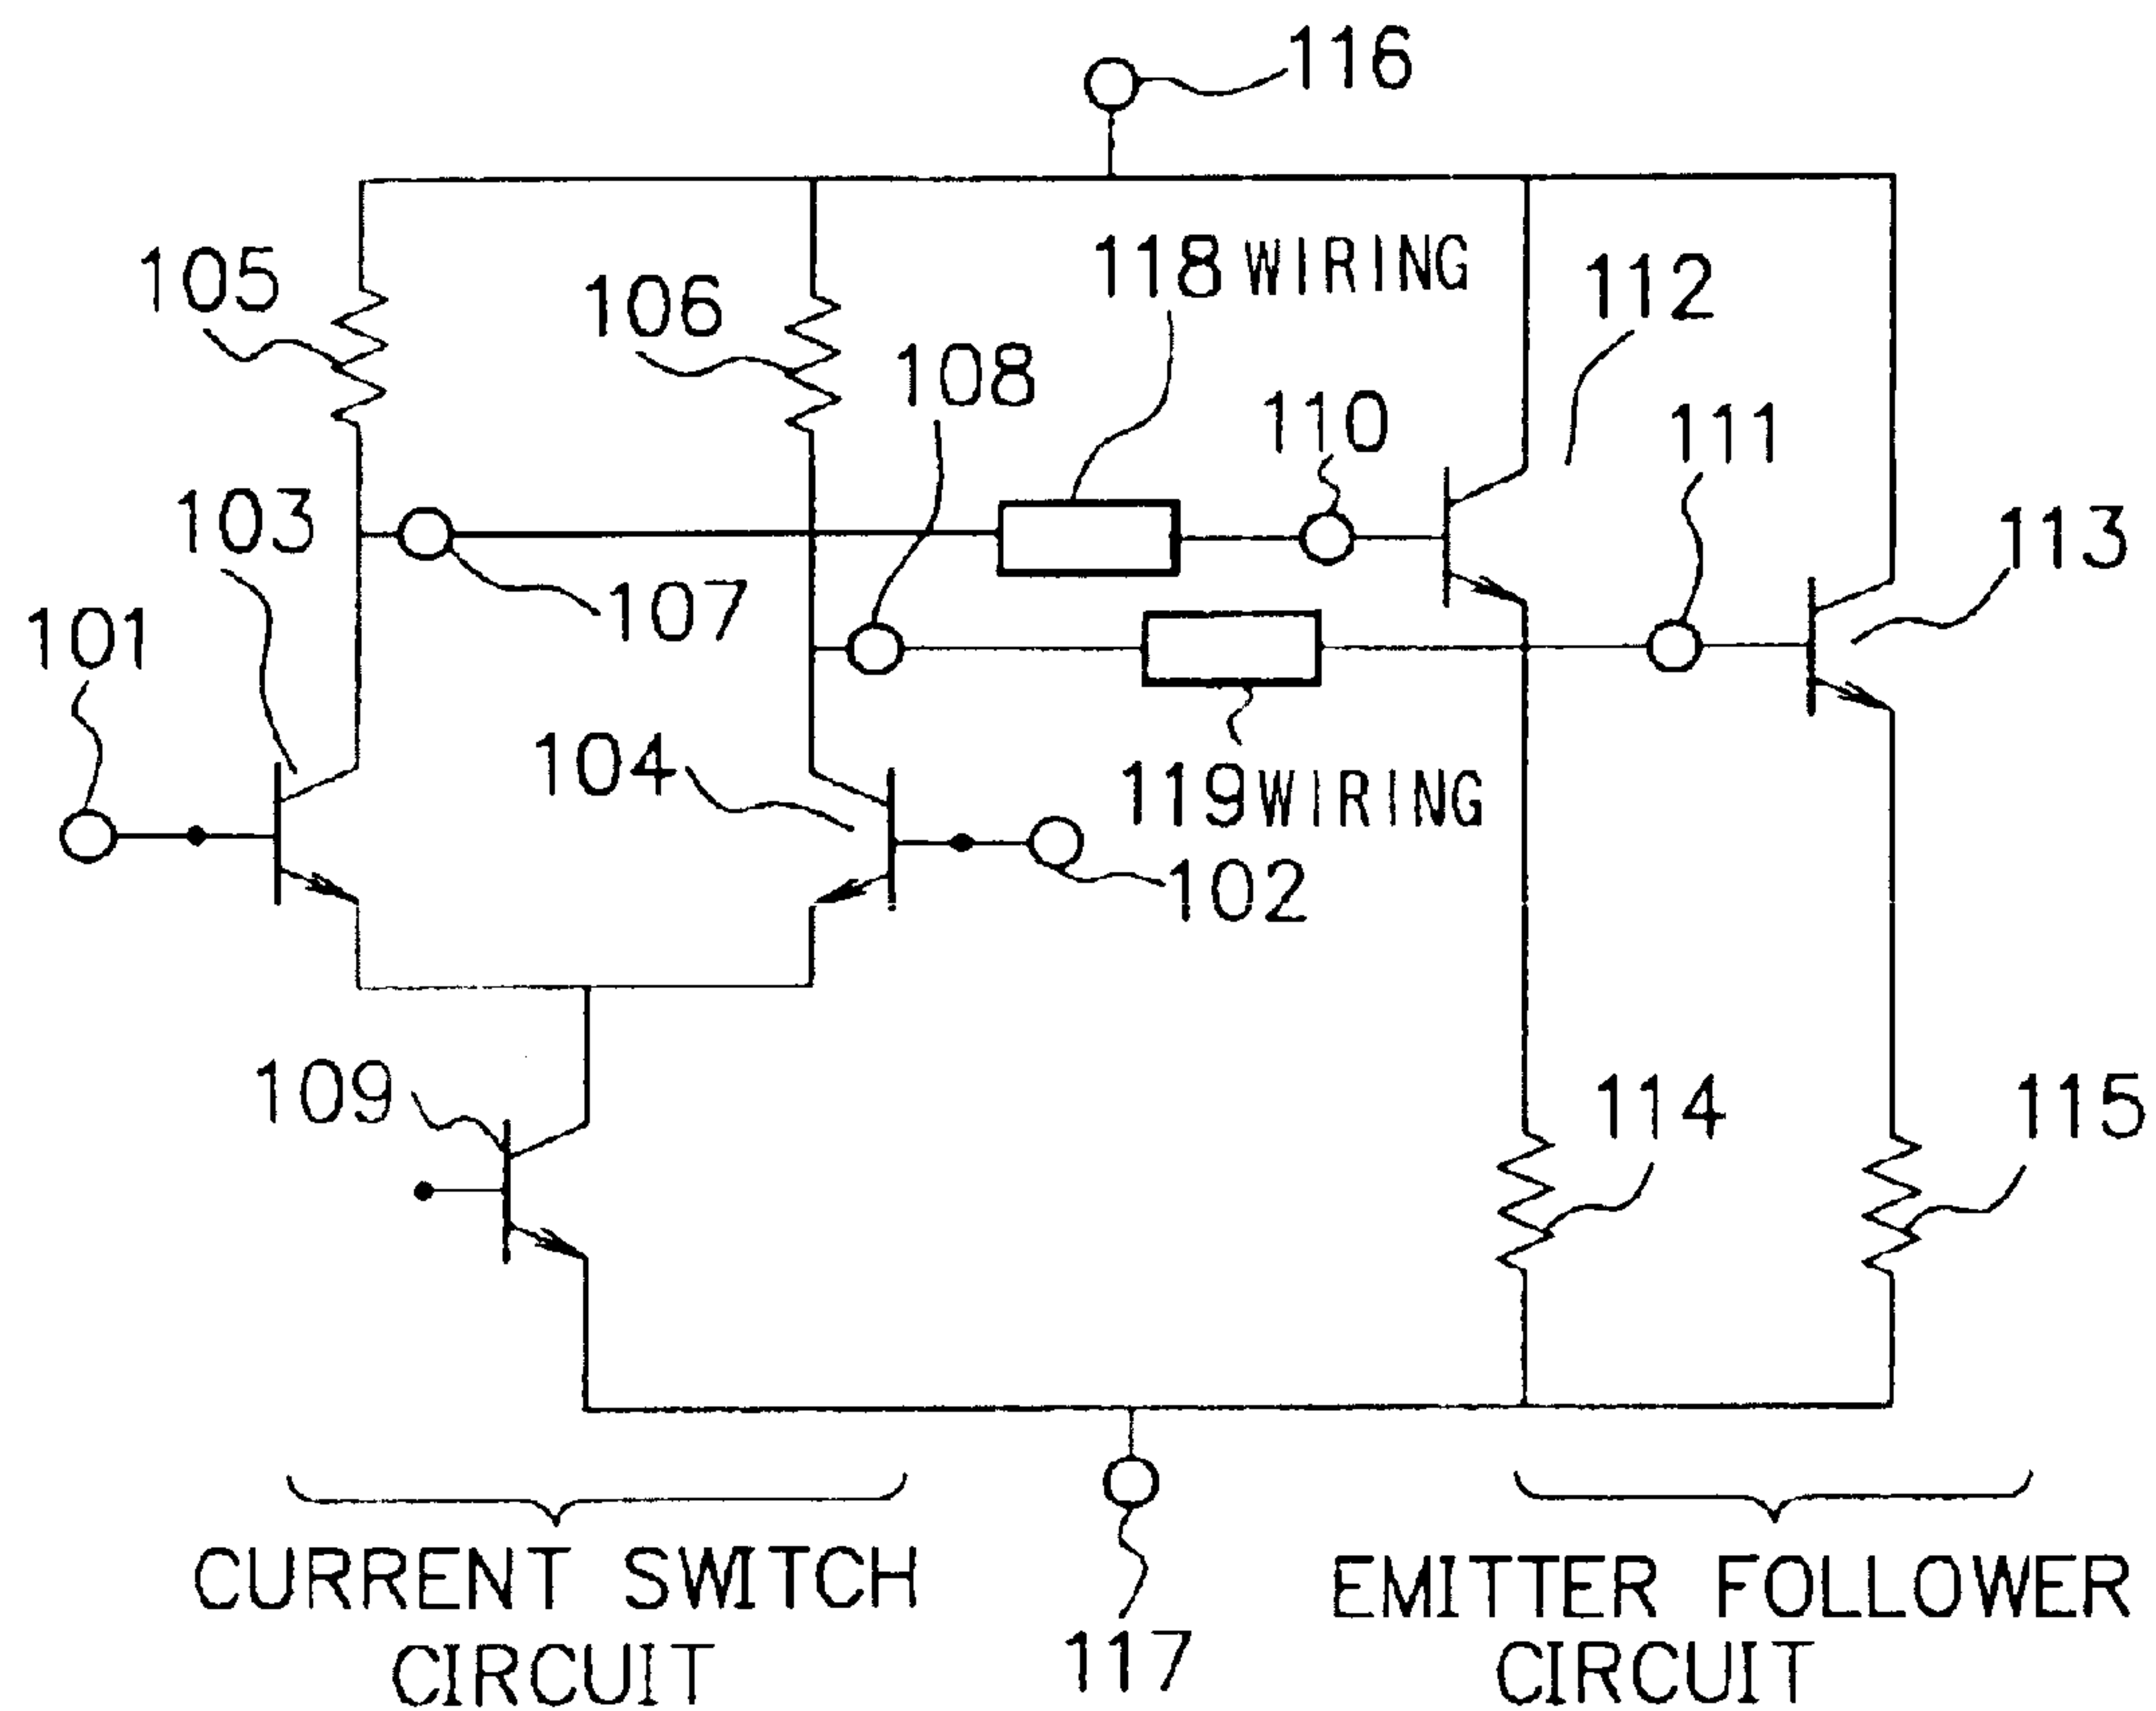 116
105
106
118 WIRING
112
108
110
111
103
113
107
101
104
119 WIRING
102
109
114
115
CURRENT SWITCH
CIRCUIT
117
EMITTER FOLLOWER
CIRCUIT